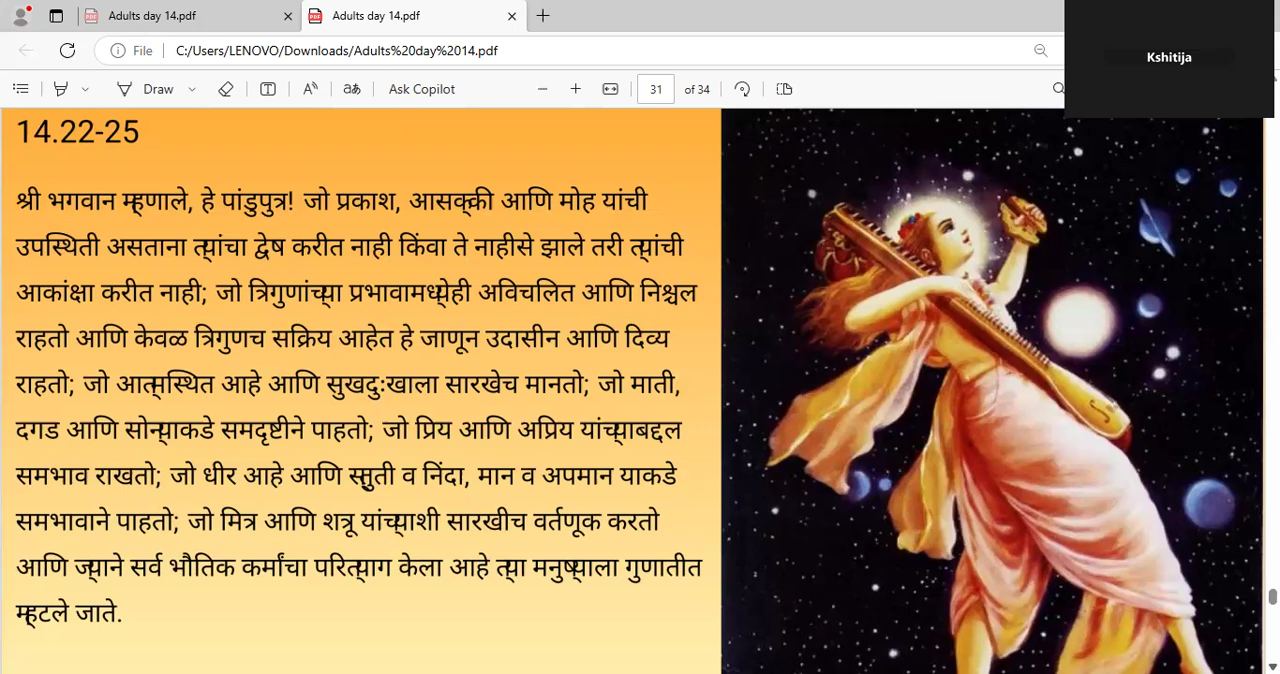 Adults day 14.pdf
Adults day 14.pdf
File C:/Users/LENOVO/Downloads/Adults%20day%2014.pdf
Draw Ask Copilot 31 of 34
Kshitija
14.22-25
श्री भगवान म्हणाले, हे पांडुपुत्र! जो प्रकाश, आसक्की आणि मोह यांची
उपस्थिती असताना त्यांचा द्वेष करीत नाही किंवा ते नाहीसे झाले तरी त्यांची
आकांक्षा करीत नाही; जो त्रिगुणांच्या प्रभावामध्येही अविचलित आणि निश्चल
राहतो आणि केवळ त्रिगुणच सक्रिय आहेत हे जाणून उदासीन आणि दिव्य
राहतो; जो आत्मस्थित आहे आणि सुखदुःखाला सारखेच मानतो; जो माती,
दगड आणि सोन्याकडे समदृष्टीने पाहतो; जो प्रिय आणि अप्रिय यांच्याबद्दल
समभाव राखतो; जो धीर आहे आणि स्तुती व निंदा, मान व अपमान याकडे
समभावाने पाहतो; जो मित्र आणि शत्रू यांच्याशी सारखीच वर्तणूक करतो
आणि ज्याने सर्व भौतिक कर्मांचा परित्याग केला आहे त्या मनुष्याला गुणातीत
म्हटले जाते.